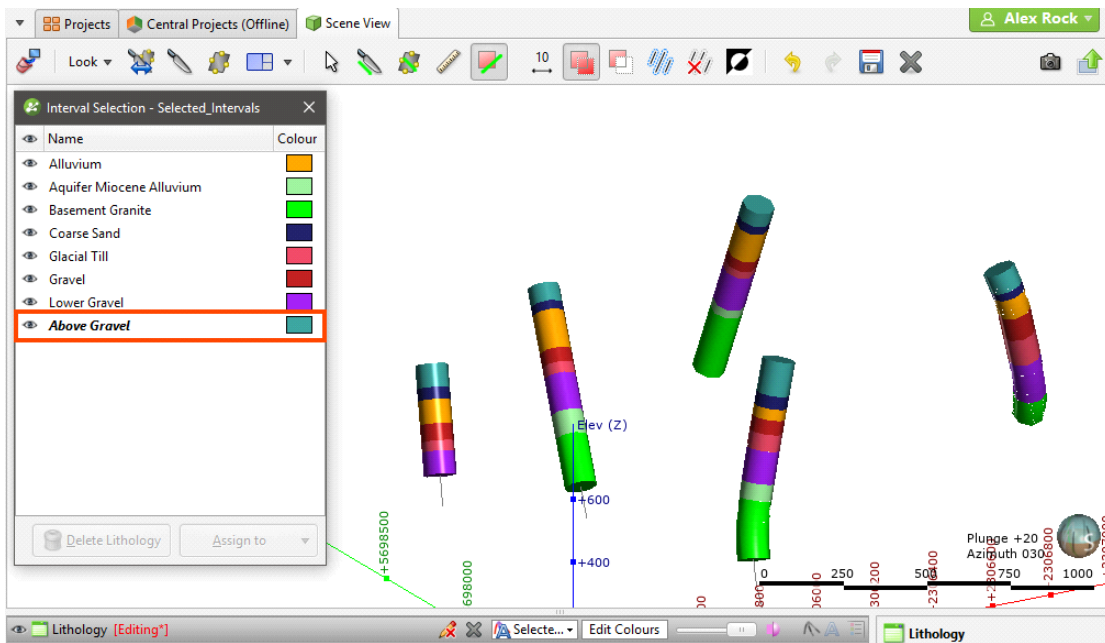 Projects
Central Projects (Offline)
Scene View
Alex Rock
Look
10
Interval Selection - Selected_Intervals
Name
Colour
Alluvium
Aquifer Miocene Alluvium
Basement Granite
Coarse Sand
Glacial Till
Gravel
Lower Gravel
Above Gravel
Delete Lithology
Assign to
Elev (Z)
+600
+400
+5698500
698000
Plunge +20
Azimuth 030
0
250
500
750
1000
+2306600
-2306800
Lithology [Editing*]
Selecte...
Edit Colours
Lithology